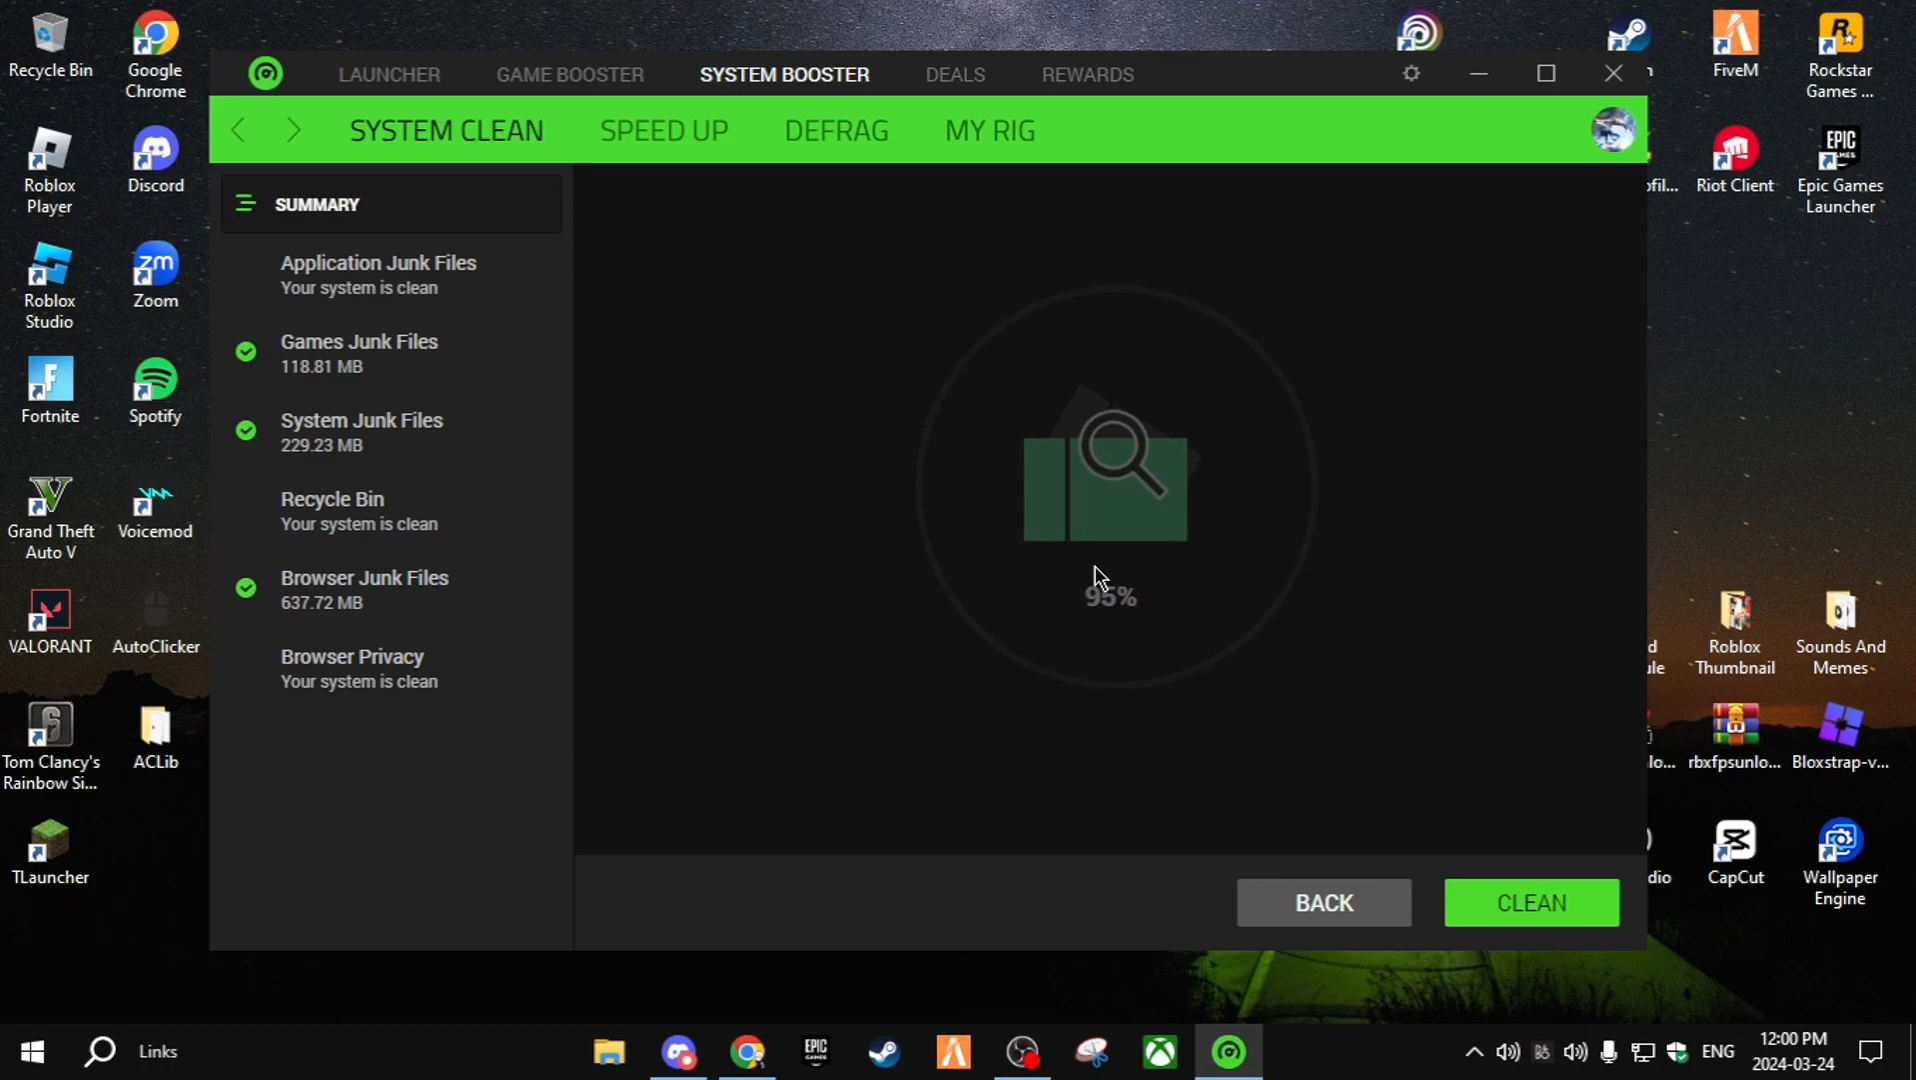 Recycle Bin
Google
Chrome
Roblox
Player
Discord
Roblox
Studio
zm
Zoom
Fortnite
Spotify
Grand Theft
Auto V
Voicemod
VALORANT
AutoClicker
Tom Clancy's
Rainbow Si...
ACLib
TLauncher
LAUNCHER
GAME BOOSTER
SYSTEM BOOSTER
DEALS
REWARDS
SYSTEM CLEAN
SPEED UP
DEFRAG
MY RIG
SUMMARY
Application Junk Files
Your system is clean
Games Junk Files
118.81 MB
System Junk Files
229.23 MB
Recycle Bin
Your system is clean
Browser Junk Files
637.72 MB
Browser Privacy
Your system is clean
95%
BACK
CLEAN
FiveM
Rockstar
Games ...
Riot Client
EPIC
GAMES
Epic Games
Launcher
Roblox
Thumbnail
Sounds And
Memes
rbxfpsunlo...
Bloxstrap-v...
CapCut
Wallpaper
Engine
Links
EPIC
GAMES
ENG
12:00 PM
2024-03-24